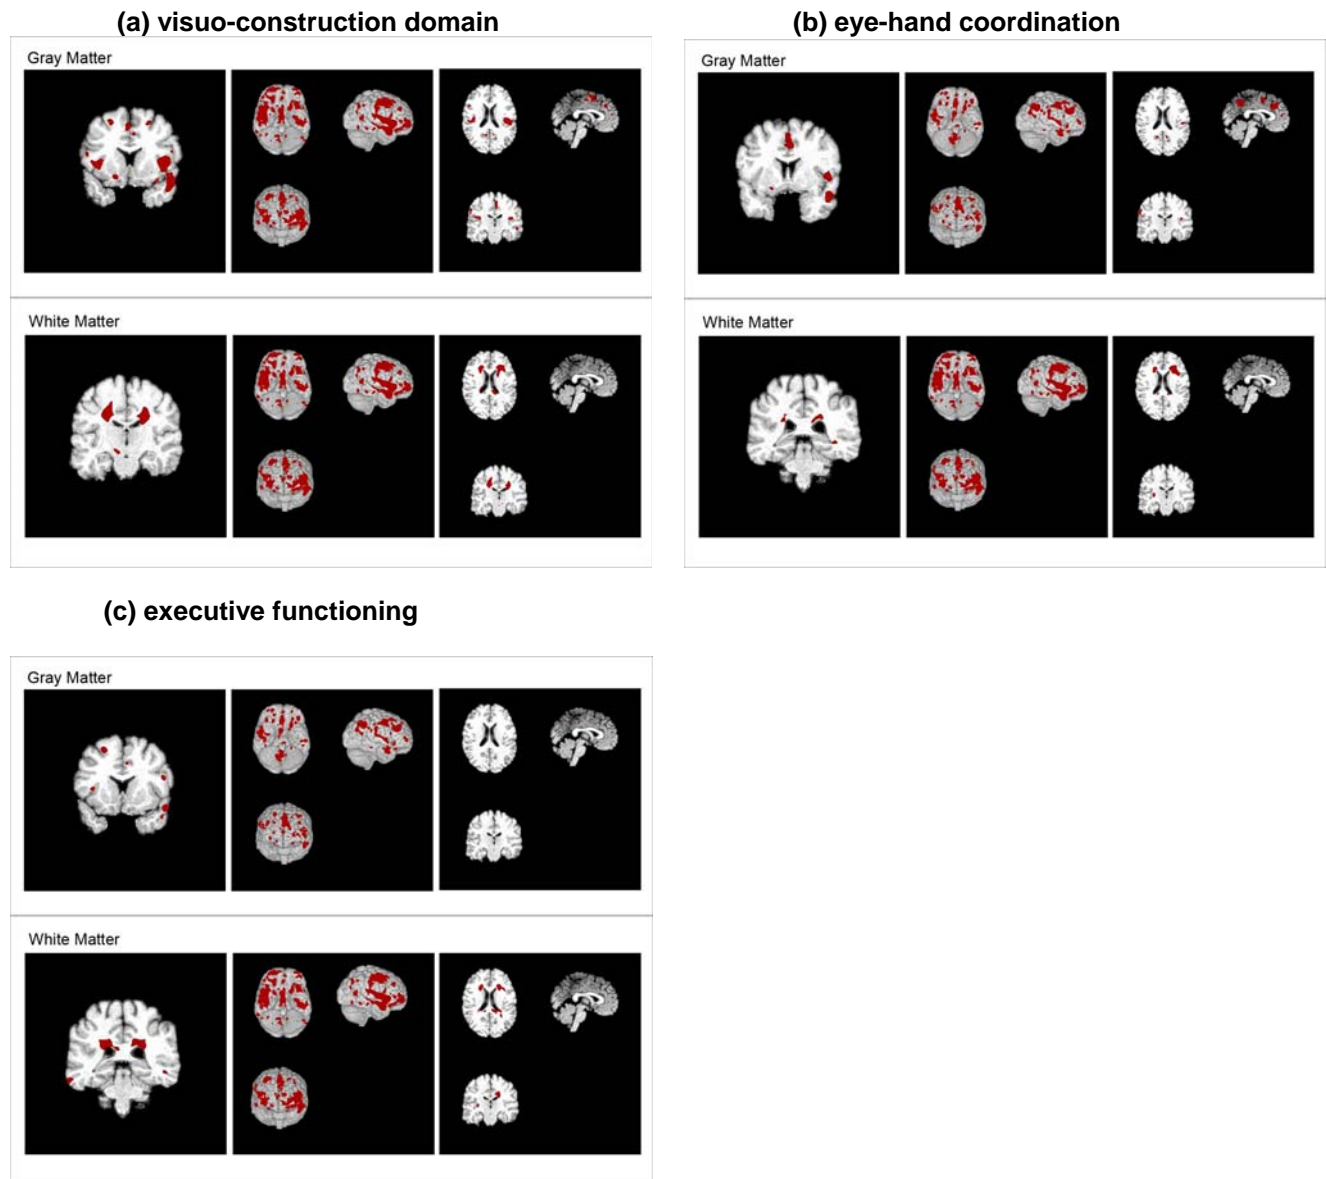 (a) visuo-construction domain
Gray Matter
White Matter
(b) eye-hand coordination
Gray Matter
White Matter
(c) executive functioning
Gray Matter
White Matter